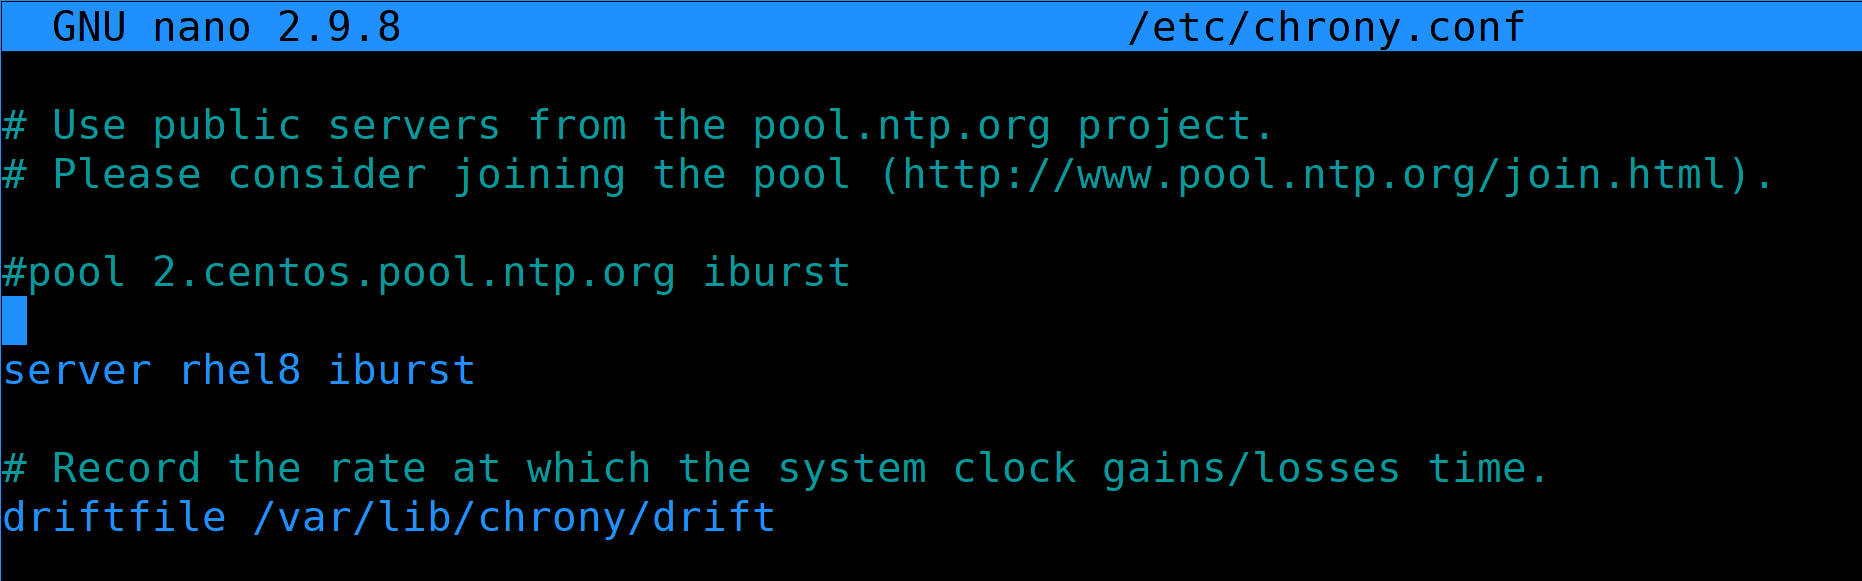 GNU nano 2.9.8 /etc/chrony.conf
# Use public servers from the pool.ntp.org project.
# Please consider joining the pool (http://www.pool.ntp.org/join.html).
#pool 2.centos.pool.ntp.org iburst
server rhel8 iburst
# Record the rate at which the system clock gains/losses time.
driftfile /var/lib/chrony/drift